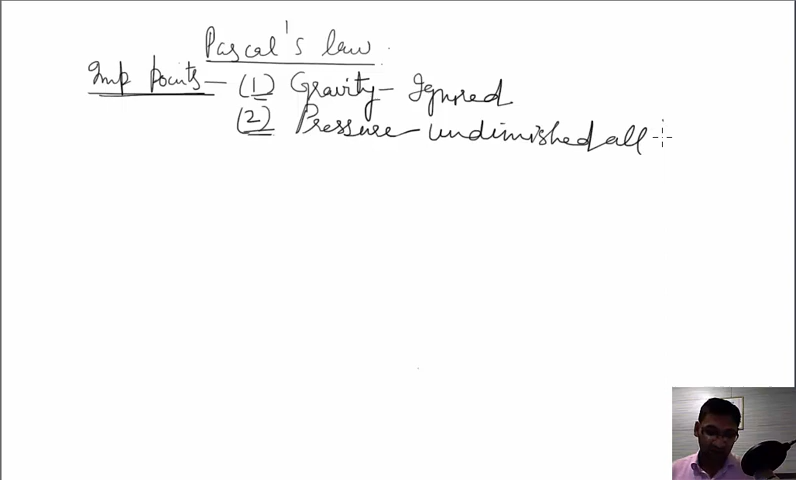 Pascal's law.
Imp points - (1) Gravity - Ignored
(2) Pressure - undiminished all -